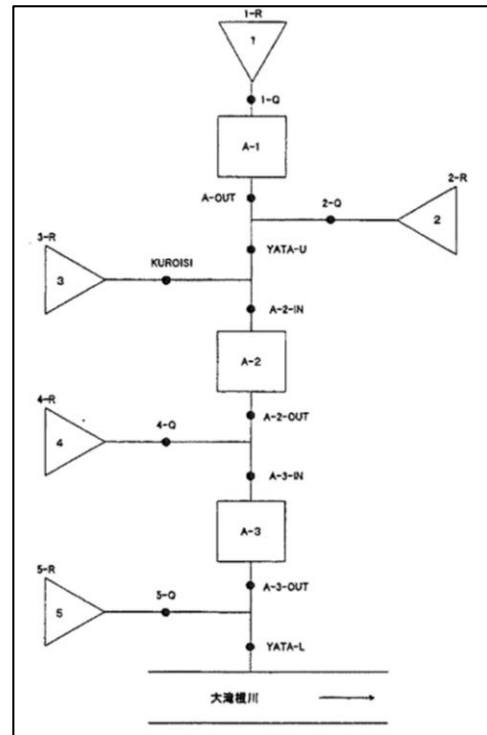 1-R
1
1-Q
A-1
2-R
A-OUT
2-Q
2
3-R
YATA-U
KUROISI
3
A-2-IN
A-2
4-R
A-2-OUT
4-Q
4
A-3-IN
A-3
5-R
A-3-OUT
5-Q
5
YATA-L
大滝根川